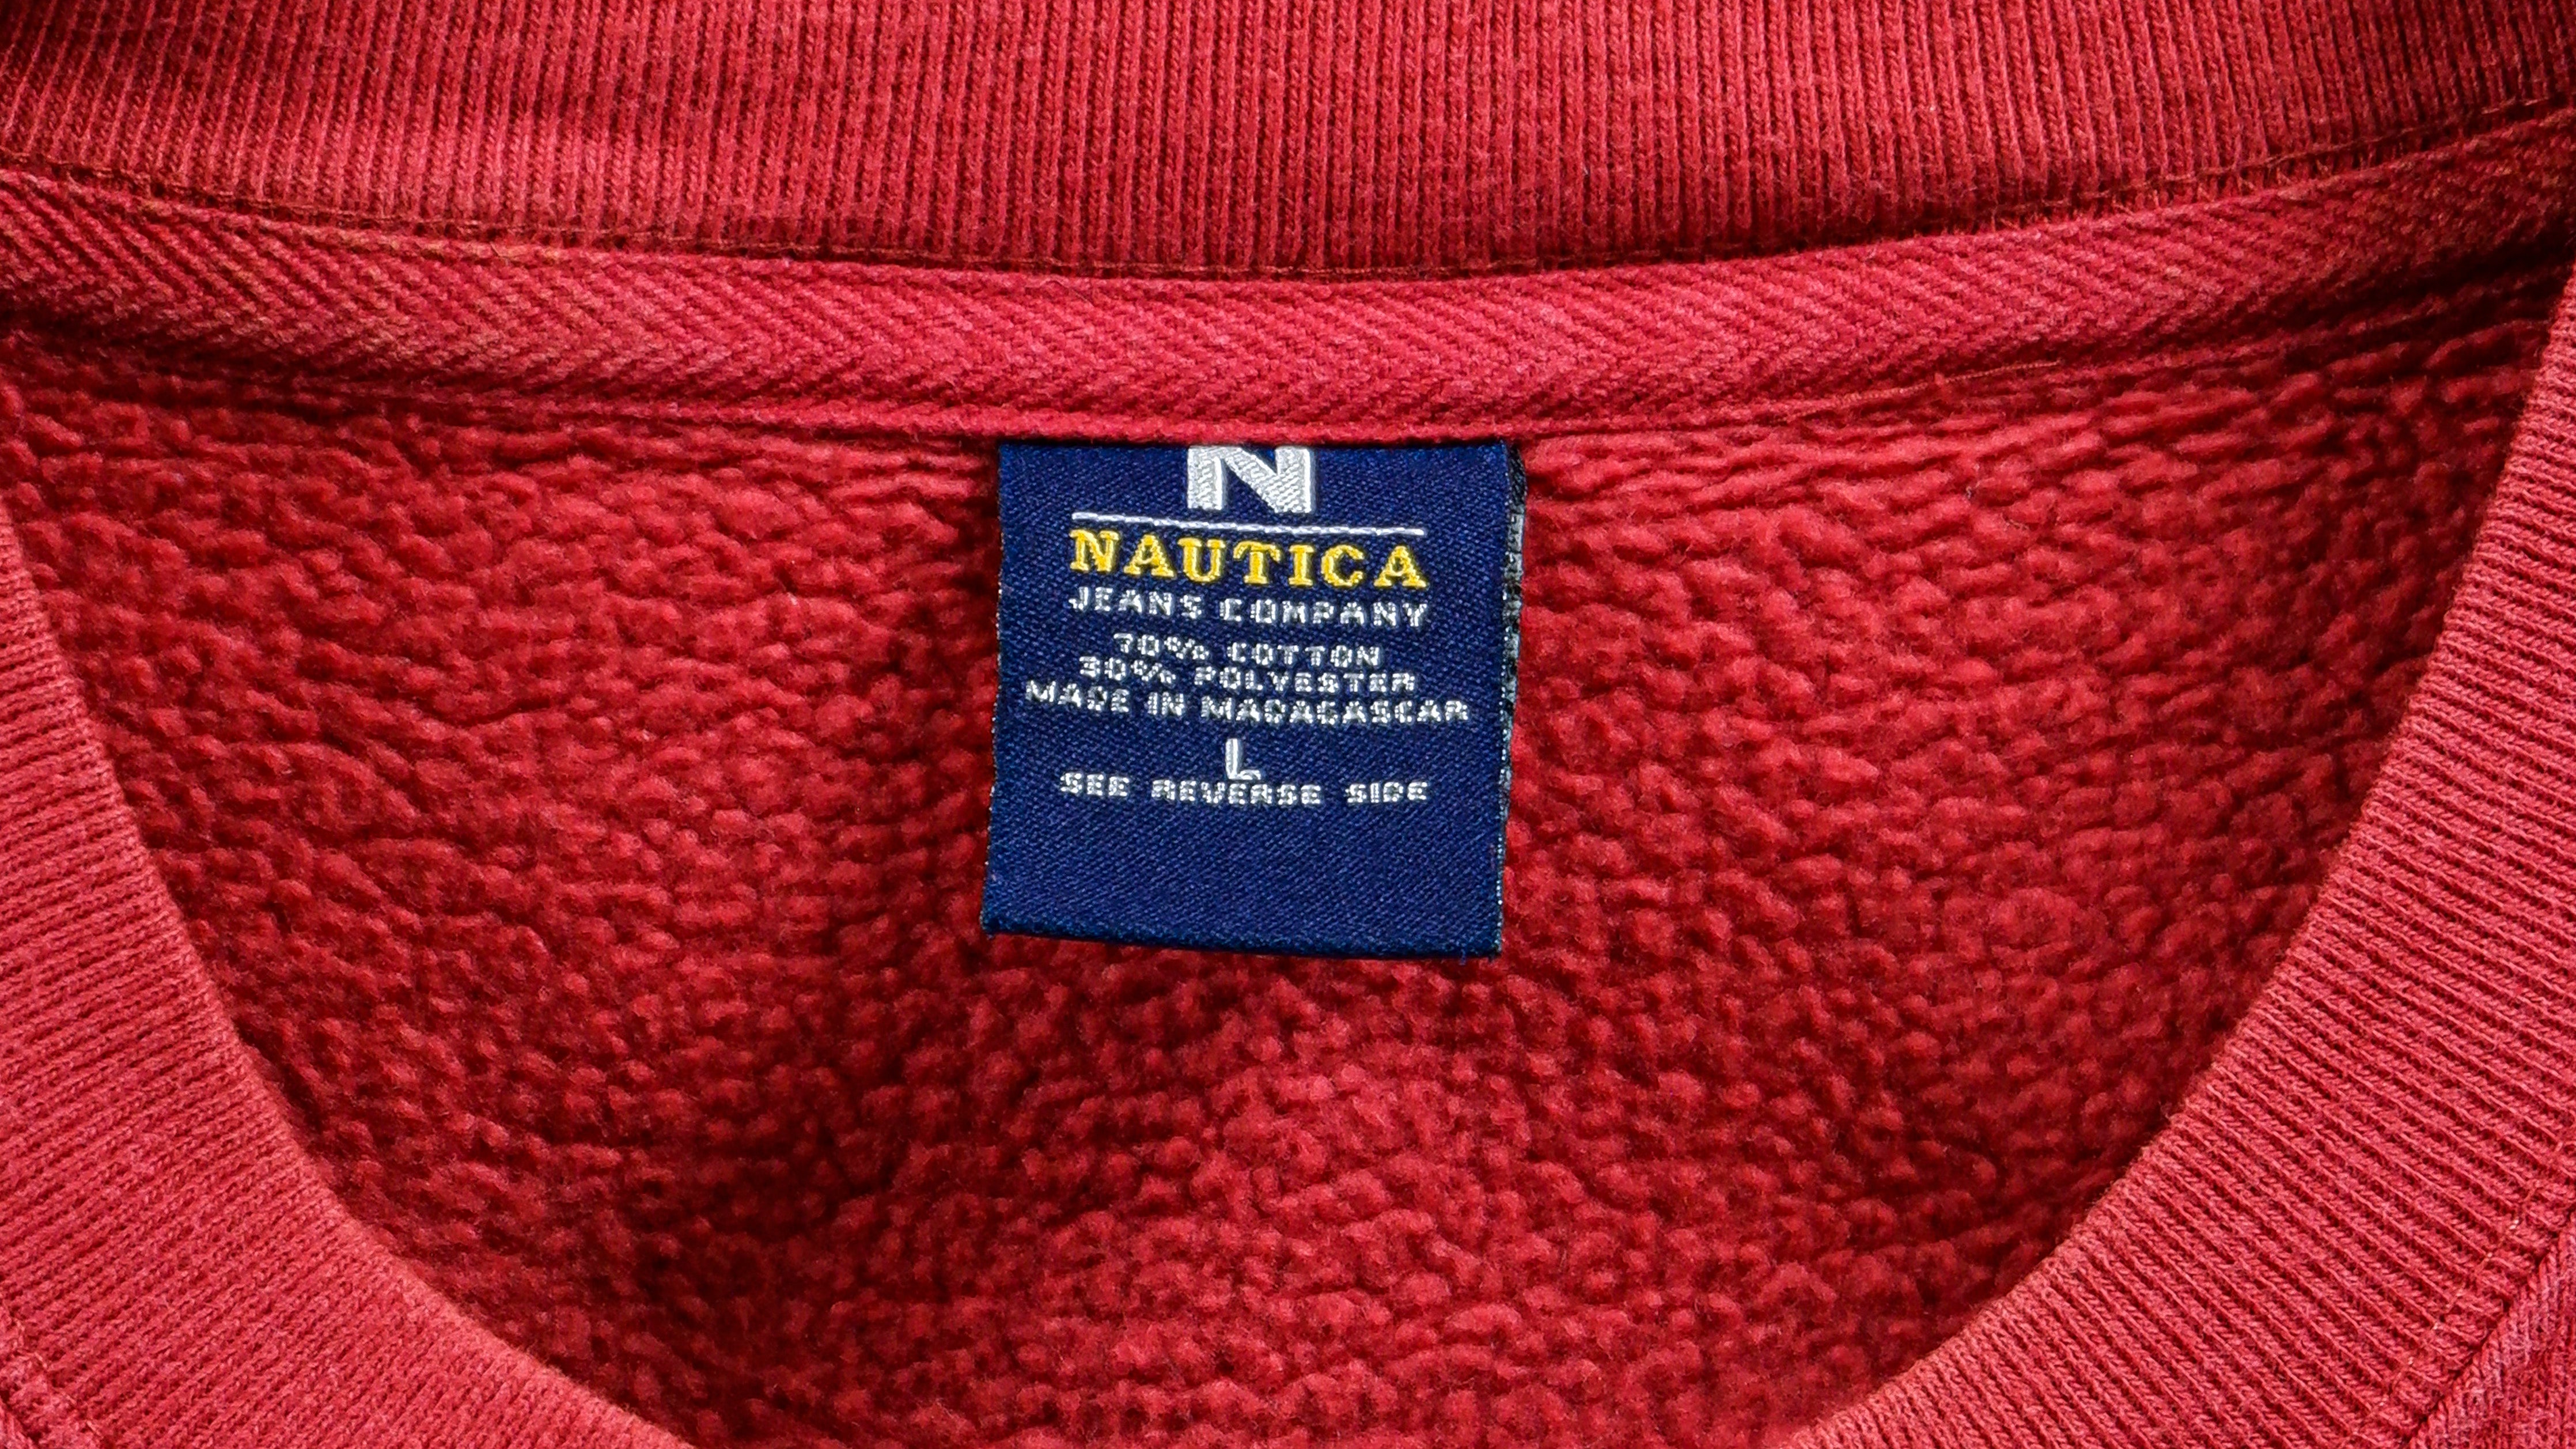 N
NAUTICA
JEANS COMPANY
70% COTTON
30% POLYESTER
MADE IN MADAGASCAR
L
SEE REVERSE SIDE